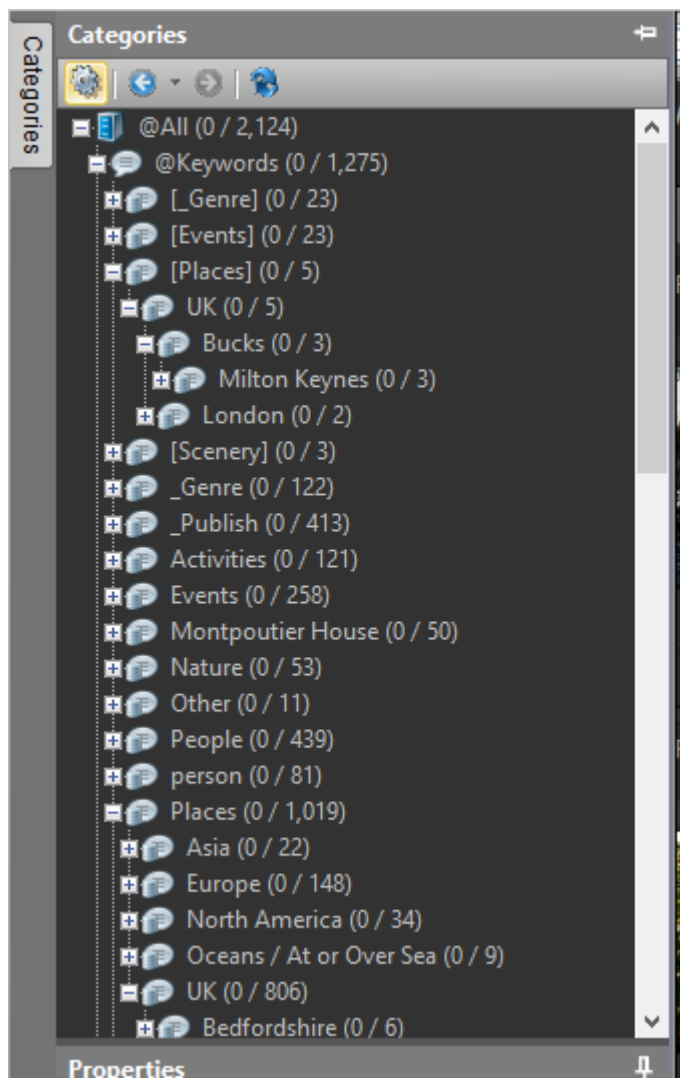 Categories
Categories
@All (0 / 2,124)
@Keywords (0 / 1,275)
[_Genre] (0 / 23)
[Events] (0 / 23)
[Places] (0 / 5)
UK (0 / 5)
Bucks (0 / 3)
Milton Keynes (0 / 3)
London (0 / 2)
[Scenery] (0 / 3)
_Genre (0 / 122)
_Publish (0 / 413)
Activities (0 / 121)
Events (0 / 258)
Montpoutier House (0 / 50)
Nature (0 / 53)
Other (0 / 11)
People (0 / 439)
person (0 / 81)
Places (0 / 1,019)
Asia (0 / 22)
Europe (0 / 148)
North America (0 / 34)
Oceans / At or Over Sea (0 / 9)
UK (0 / 806)
Bedfordshire (0 / 6)
Properties